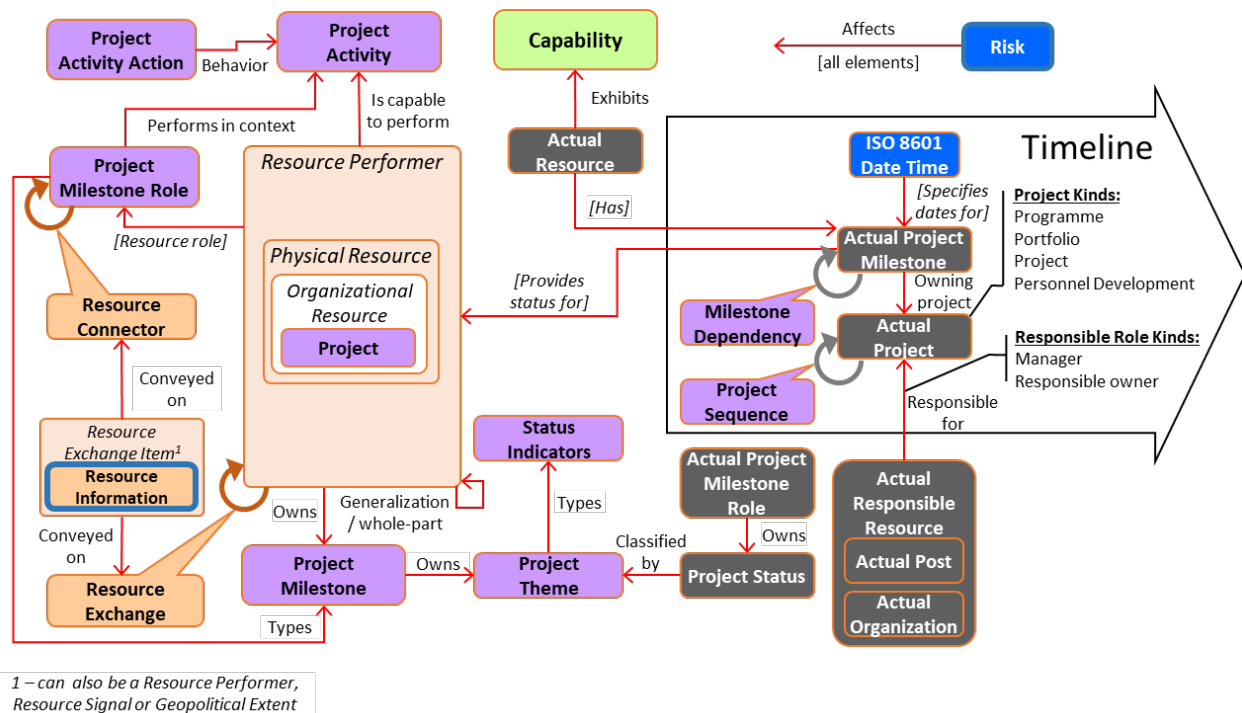 Project
Activity Action
Behavior
Project
Activity
Capability
Affects
[all elements]
Risk
Performs in context
Is capable
to perform
Exhibits
Project
Milestone Role
[Resource role]
Resource Performer
Physical Resource
Organizational
Resource
Project
Actual
Resource
[Has]
[Provides
status for]
Timeline
ISO 8601
Date Time
[Specifies
dates for]
Actual Project
Milestone
Owning
project
Actual
Project
Milestone
Dependency
Project
Sequence
Project Kinds:
Programme
Portfolio
Project
Personnel Development
Responsible Role Kinds:
Manager
Responsible owner
Responsible
for
Resource
Connector
Conveyed
on
Resource
Exchange Item1
Resource
Information
Conveyed
on
Resource
Exchange
Owns
Generalization
/ whole-part
Project
Milestone
Types
Owns
Status
Indicators
Types
Project
Theme
Classified
by
Actual Project
Milestone
Role
Owns
Project Status
Actual
Responsible
Resource
Actual Post
Actual
Organization
1 – can also be a Resource Performer,
Resource Signal or Geopolitical Extent